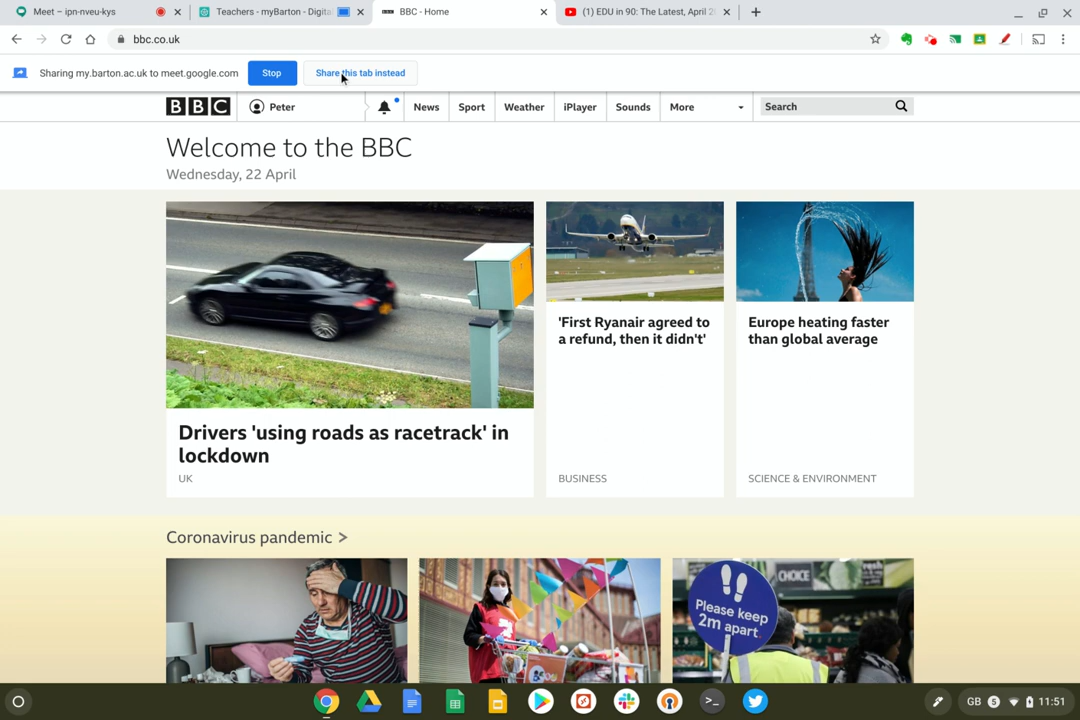 Meet – ipn-nveu-kys
Teachers - myBarton - Digita
BBC - Home
(1) EDU in 90: The Latest, April 2
bbc.co.uk
Sharing my.barton.ac.uk to meet.google.com
Stop
Share this tab instead
BBC
Peter
News
Sport
Weather
iPlayer
Sounds
More
Search
Welcome to the BBC
Wednesday, 22 April
Drivers 'using roads as racetrack' in
lockdown
UK
'First Ryanair agreed to
a refund, then it didn't'
BUSINESS
Europe heating faster
than global average
SCIENCE & ENVIRONMENT
Coronavirus pandemic >
CHOICE
fresh
Please keep
2m apart
GB
5
11:51